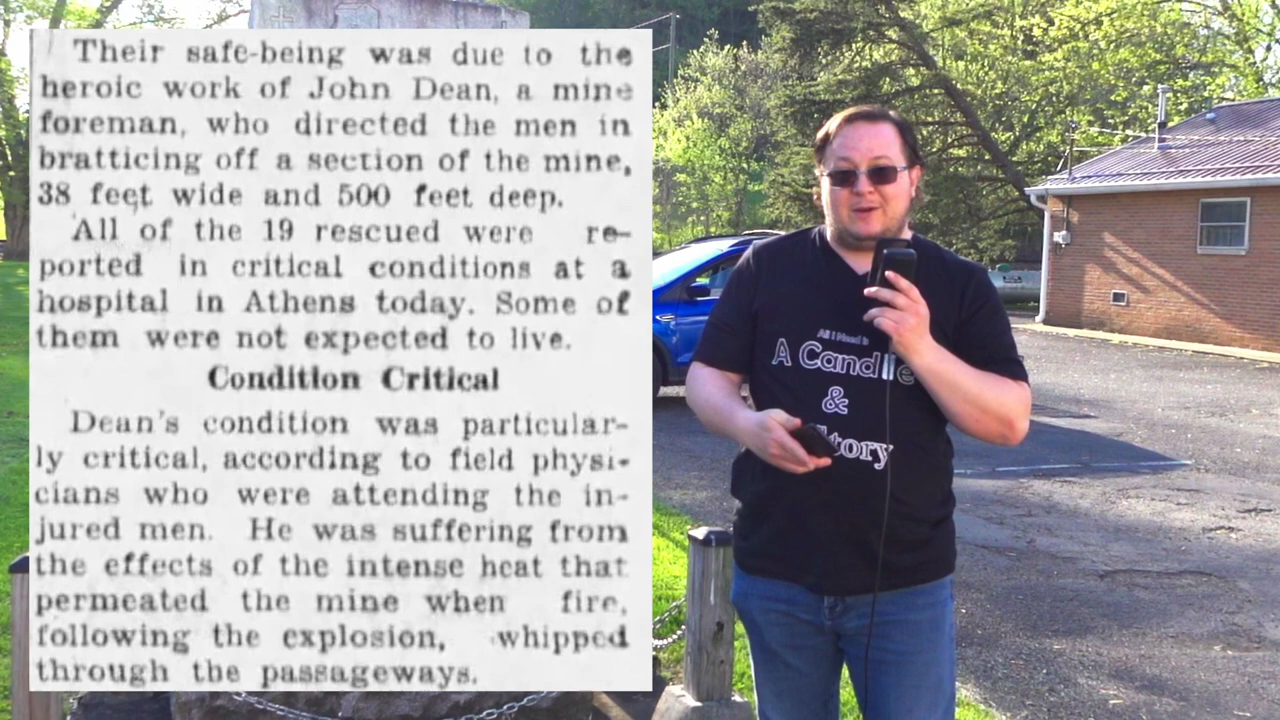 Their safe-being was due to the
heroic work of John Dean, a mine
foreman, who directed the men in
bratticing off a section of the mine,
38 feet wide and 500 feet deep.
All of the 19 rescued were re-
ported in critical conditions at a
hospital in Athens today. Some of
them were not expected to live.
Condition Critical
Dean's condition was particular-
ly critical, according to field physi-
cians who were attending the in-
jured men. He was suffering from
the effects of the intense heat that
permeated the mine when fire,
following the explosion, whipped
through the passageways.
All I Need Is
A Candle
&